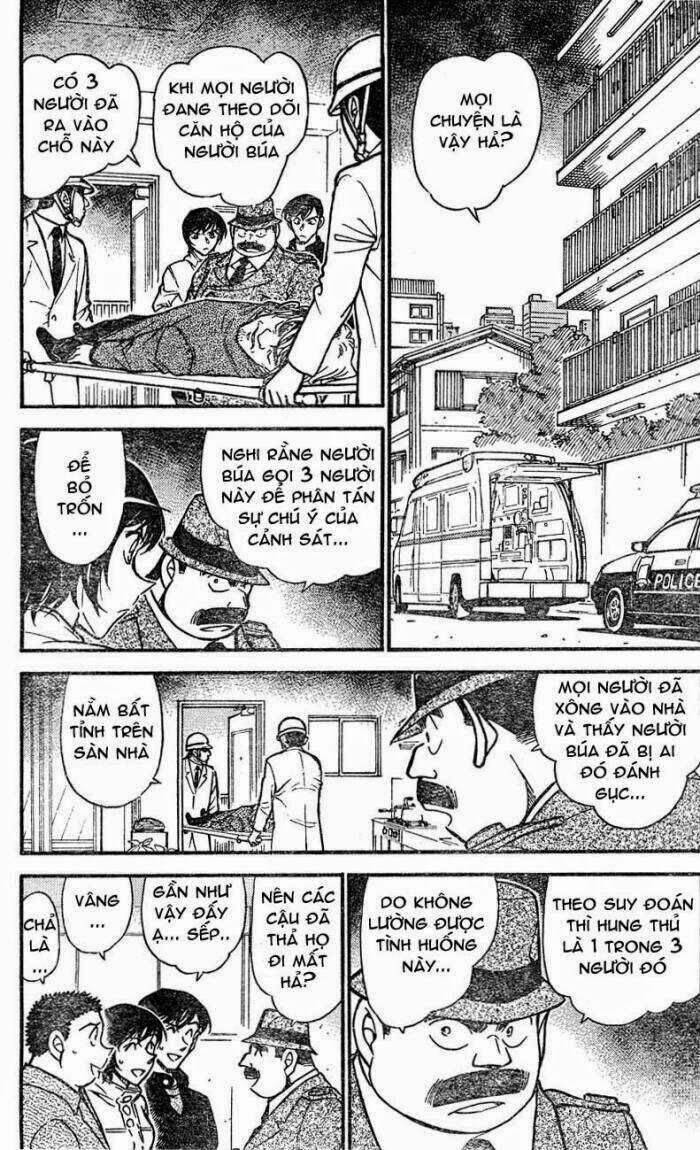 MỌI
CHUYỆN LÀ
VẬY HẢ?
KHI MỌI NGƯỜI
ĐANG THEO DÕI
CĂN HỘ CỦA
NGƯỜI BÚA
CÓ 3
NGƯỜI ĐÃ
RA VÀO
CHỖ NÀY
POLICE
NGHI RẰNG NGƯỜI
BÚA GỌI 3 NGƯỜI
NÀY ĐỂ PHÂN TÁN
SỰ CHÚ Ý CỦA
CẢNH SÁT...
ĐỂ
BỎ
TRỐN
...
MỌI NGƯỜI ĐÃ
XÔNG VÀO NHÀ
VÀ THẤY NGƯỜI
BÚA ĐÃ BỊ AI
ĐÓ ĐÁNH
GỤC...
NẰM BẤT
TỈNH TRÊN
SÀN NHÀ
THEO SUY ĐOÁN
THÌ HUNG THỦ
LÀ 1 TRONG 3
NGƯỜI ĐÓ
DO KHÔNG
LƯỜNG ĐƯỢC
TÌNH HUỐNG
NÀY...
NÊN CÁC
CẬU ĐÃ
THẢ HỌ
ĐI MẤT
HẢ?
GẦN NHƯ
VẬY ĐẤY
Ạ... SẾP..
VÂNG
...
CHẢ
LÀ
...